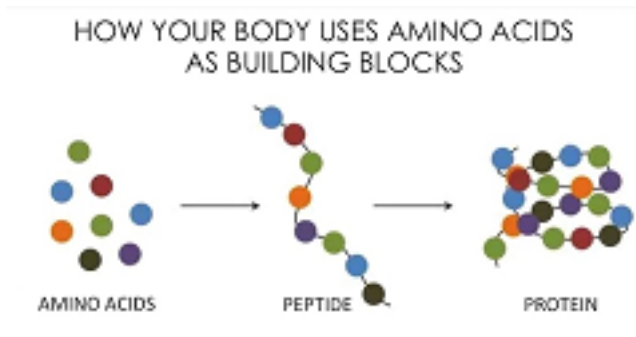 HOW YOUR BODY USES AMINO ACIDS
AS BUILDING BLOCKS
AMINO ACIDS
PEPTIDE
PROTEIN